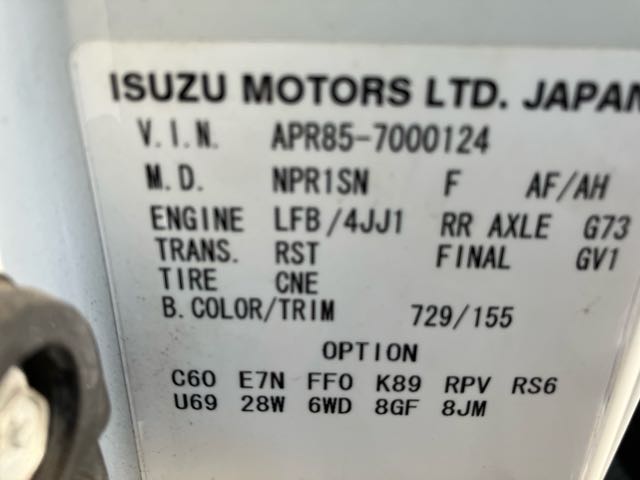 ISUZU MOTORS LTD. JAPAN
V.I.N. APR85-7000124
M.D. NPR1SN F AF/AH
ENGINE LFB/4JJ1 RR AXLE G73
TRANS. RST FINAL GV1
TIRE CNE
B.COLOR/TRIM 729/155
OPTION
C60 E7N FF0 K89 RPV RS6
U69 28W 6WD 8GF 8JM